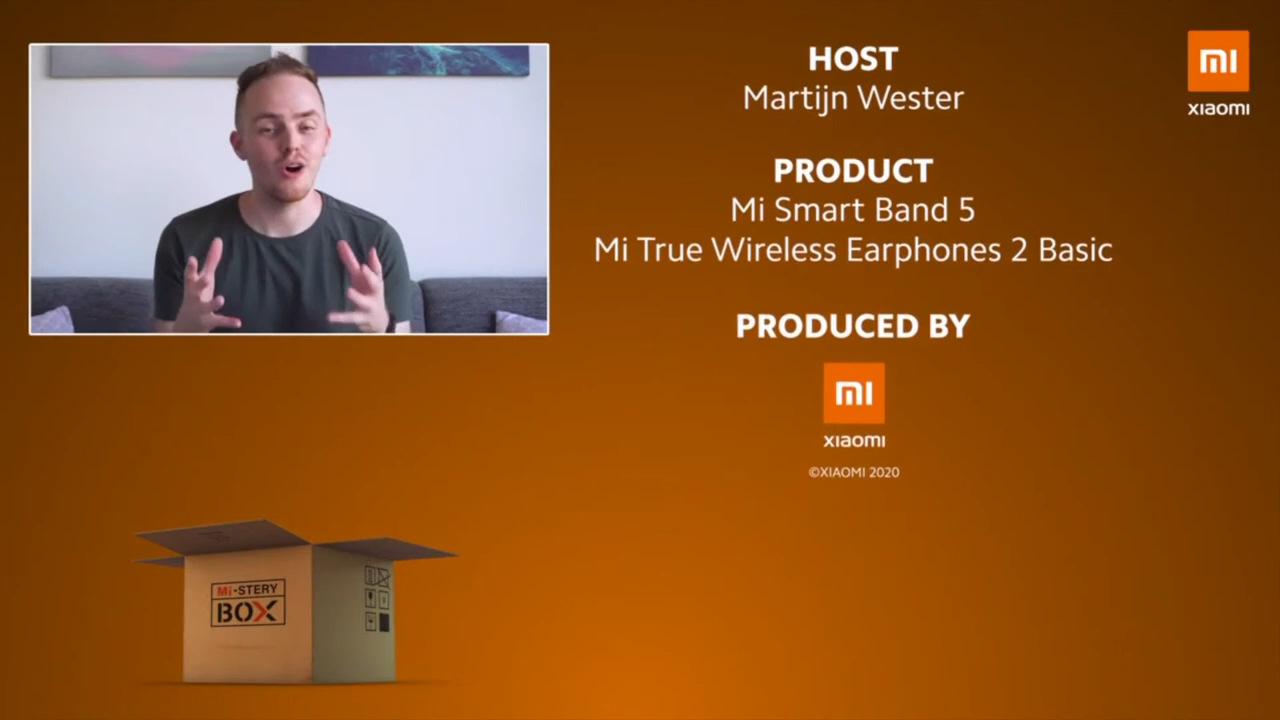 HOST
Martijn Wester
PRODUCT
Mi Smart Band 5
Mi True Wireless Earphones 2 Basic
PRODUCED BY
mi
xiaomi
©XIAOMI 2020
mi
xiaomi
Mi-STERY
BOX